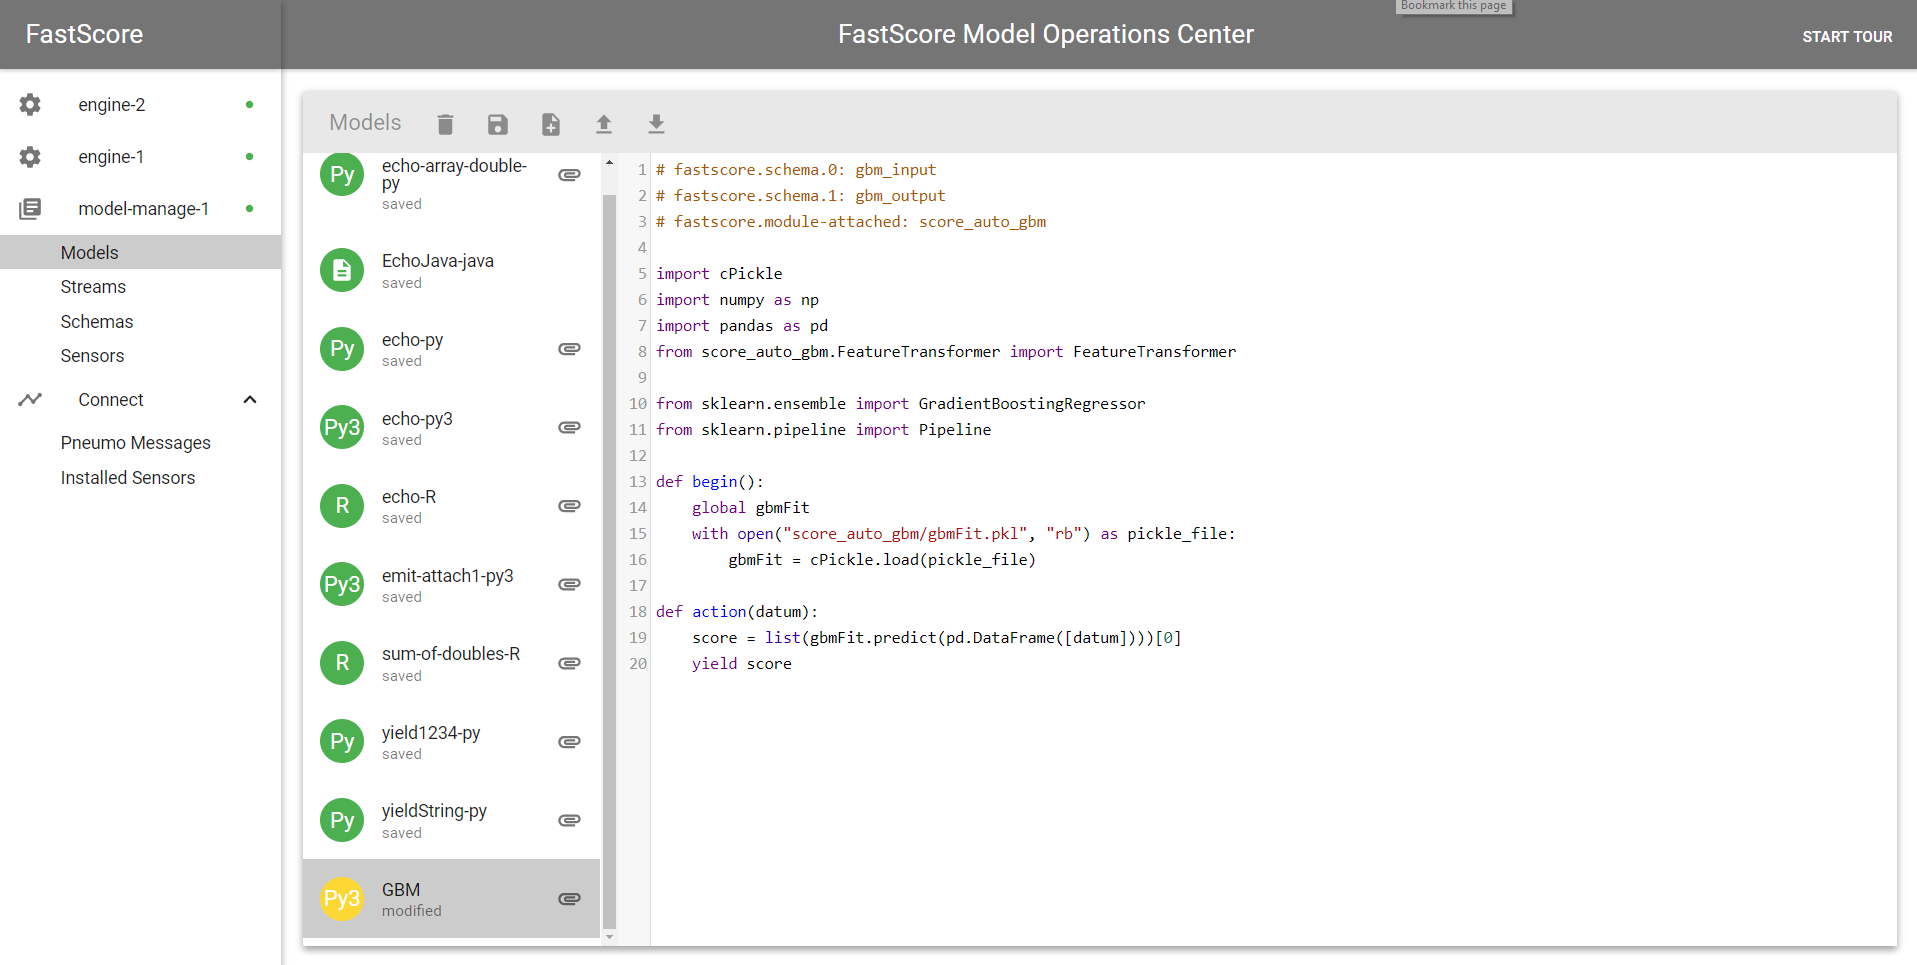 Bookmark this page
FastScore
FastScore Model Operations Center
START TOUR
engine-2
engine-1
model-manage-1
Models
Streams
Schemas
Sensors
Connect
Pneumo Messages
Installed Sensors
Models
Py
echo-array-double-
py
saved
EchoJava-java
saved
Py
echo-py
saved
Py3
echo-py3
saved
R
echo-R
saved
Py3
emit-attach1-py3
saved
R
sum-of-doubles-R
saved
Py
yield1234-py
saved
Py
yieldString-py
saved
Py3
GBM
modified
1 # fastscore.schema.0: gbm_input
2 # fastscore.schema.1: gbm_output
3 # fastscore.module-attached: score_auto_gbm
4
5 import cPickle
6 import numpy as np
7 import pandas as pd
8 from score_auto_gbm.FeatureTransformer import FeatureTransformer
9
10 from sklearn.ensemble import GradientBoostingRegressor
11 from sklearn.pipeline import Pipeline
12
13 def begin():
14     global gbmFit
15     with open("score_auto_gbm/gbmFit.pkl", "rb") as pickle_file:
16         gbmFit = cPickle.load(pickle_file)
17
18 def action(datum):
19     score = list(gbmFit.predict(pd.DataFrame([datum])))[0]
20     yield score